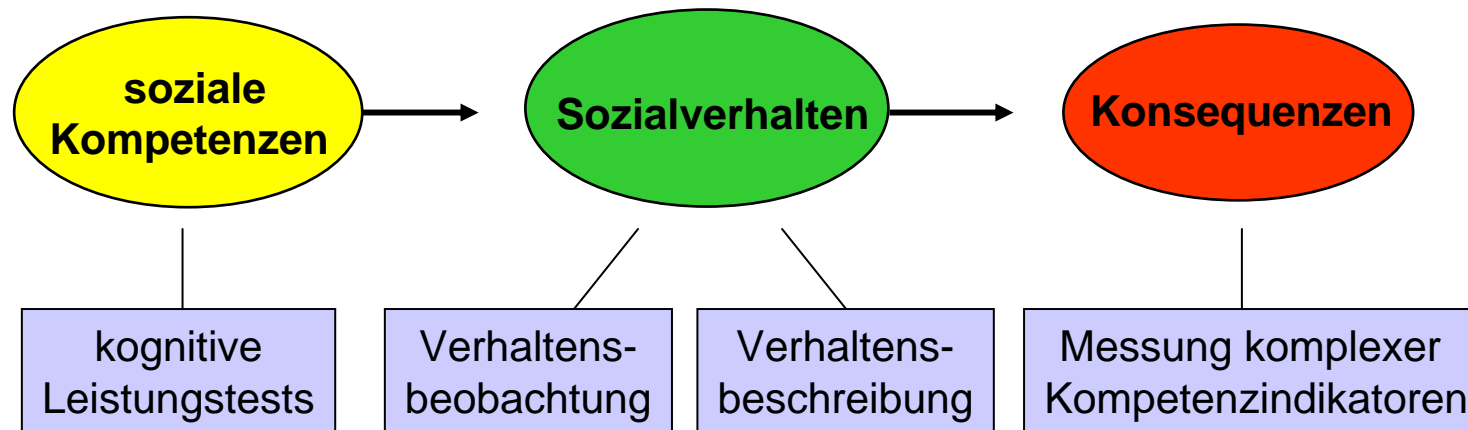 soziale
Kompetenzen
Sozialverhalten
Konsequenzen
kognitive
Leistungstests
Verhaltens-
beobachtung
Verhaltens-
beschreibung
Messung komplexer
Kompetenzindikatoren